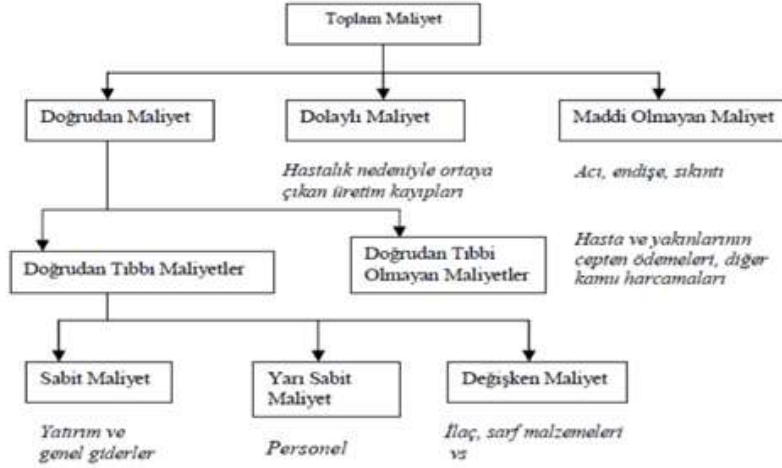 Toplam Maliyet
Doğrudan Maliyet
Dolaylı Maliyet
Maddi Olmayan Maliyet
Hastalık nedeniyle ortaya
çıkan üretim kayıpları
Acı, endişe, sıkıntı
Doğrudan Tıbbı Maliyetler
Doğrudan Tıbbi
Olmayan Maliyetler
Hasta ve yakınlarının
cepten ödemeleri, diğer
kamu harcamaları
Sabit Maliyet
Yarı Sabit
Maliyet
Değişken Maliyet
Yatırım ve
genel giderler
Personel
İlaç, sarf malzemeleri
vs